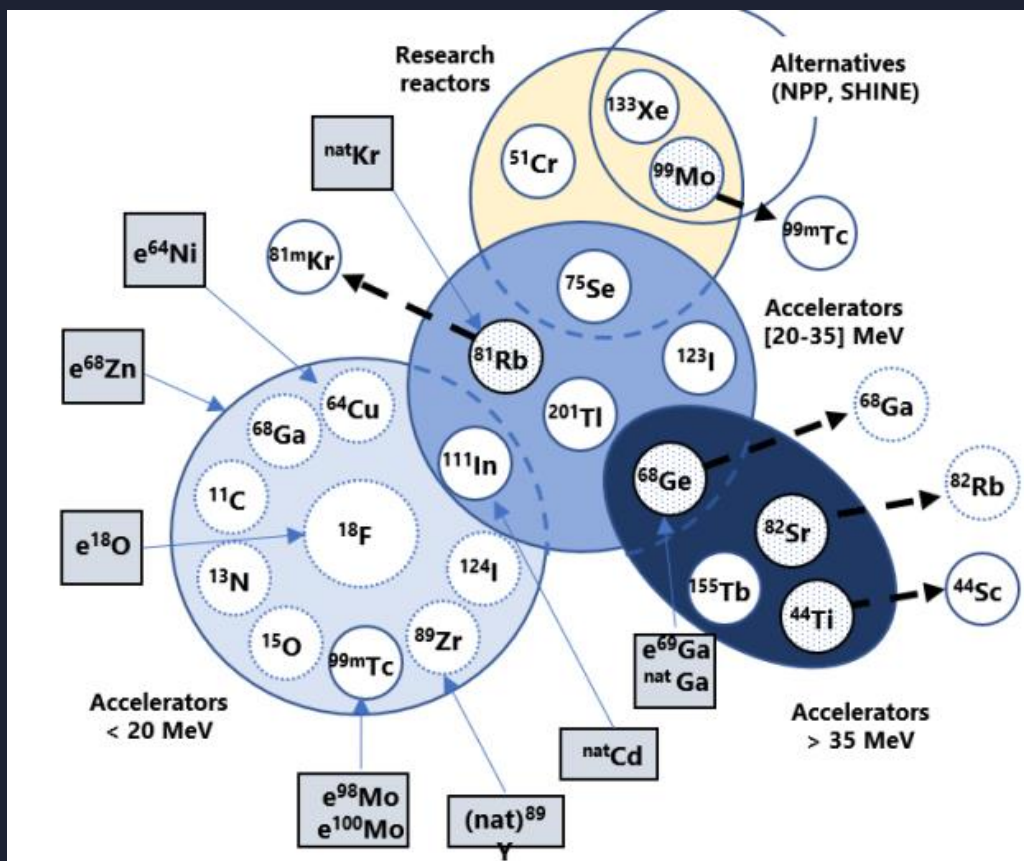 Research
reactors
Alternatives
(NPP, SHINE)
¹³³Xe
⁵¹Cr
⁹⁹Mo
⁹⁹ᵐTc
ⁿᵃᵗKr
e⁶⁴Ni
⁸¹ᵐKr
⁷⁵Se
Accelerators
[20-35] MeV
e⁶⁸Zn
⁸¹Rb
¹²³I
⁶⁴Cu
⁶⁸Ga
²⁰¹Tl
⁶⁸Ga
¹¹C
¹¹¹In
⁶⁸Ge
⁸²Rb
e¹⁸O
¹⁸F
⁸²Sr
¹³N
¹²⁴I
¹⁵⁵Tb
⁴⁴Ti
⁴⁴Sc
¹⁵O
⁹⁹ᵐTc
⁸⁹Zr
e⁶⁹Ga
ⁿᵃᵗGa
Accelerators
< 20 MeV
Accelerators
> 35 MeV
ⁿᵃᵗCd
e⁹⁸Mo
e¹⁰⁰Mo
(nat)⁸⁹
Y